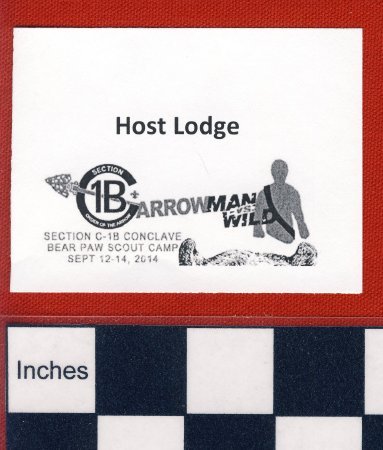 Host Lodge
SECTION
1B
ORDER OF THE ARROW
ARROWMAN
VS.
WILD
SECTION C-1B CONCLAVE
BEAR PAW SCOUT CAMP
SEPT 12-14, 2014
Inches